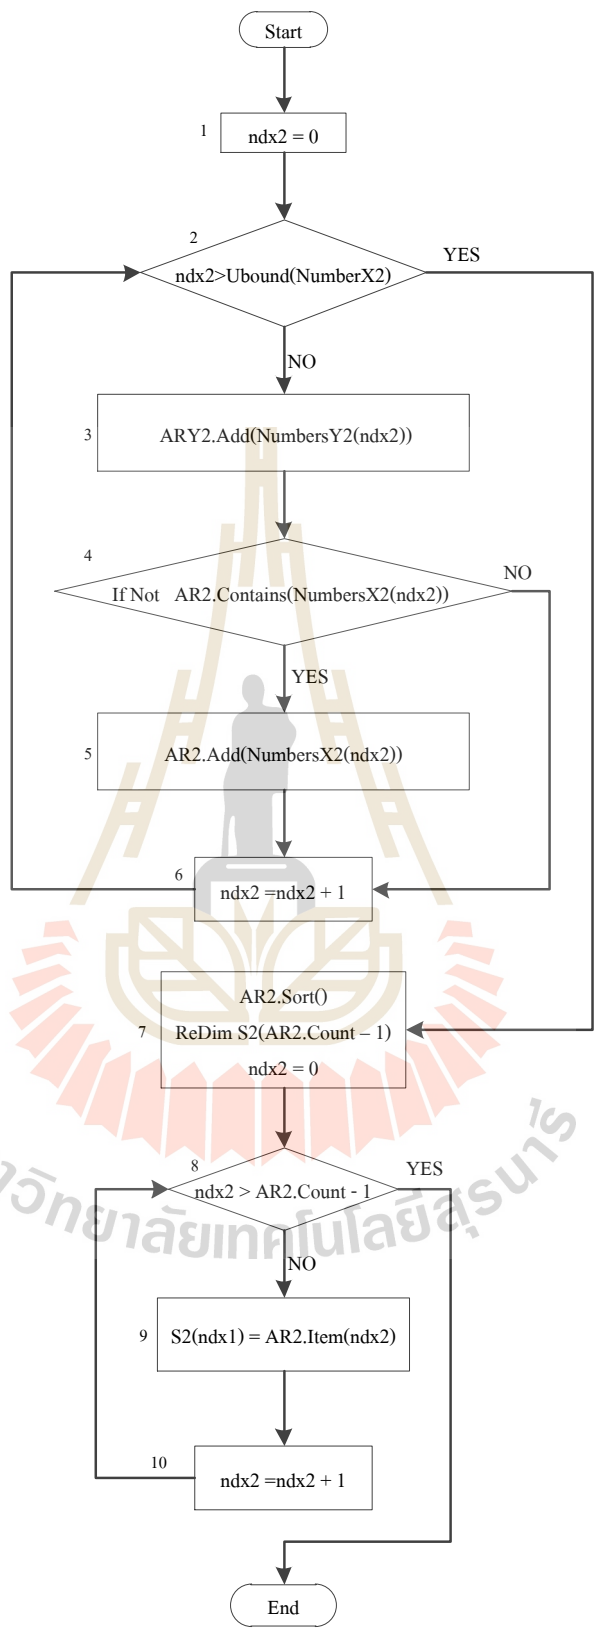 Start
1
ndx2 = 0
2
ndx2>Ubound(NumberX2)
YES
NO
3
ARY2.Add(NumbersY2(ndx2))
4
If Not AR2.Contains(NumbersX2(ndx2))
NO
YES
5
AR2.Add(NumbersX2(ndx2))
6
ndx2 =ndx2 + 1
7
AR2.Sort()
ReDim S2(AR2.Count – 1)
ndx2 = 0
8
ndx2 > AR2.Count - 1
YES
NO
9
S2(ndx1) = AR2.Item(ndx2)
10
ndx2 =ndx2 + 1
End